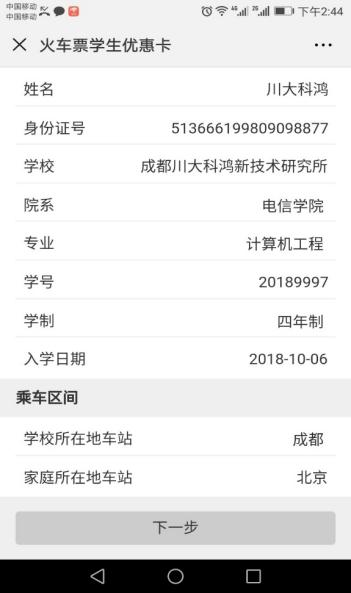 中国移动
中国移动
4G 2G 下午2:44
火车票学生优惠卡
姓名 川大科鸿
身份证号 513666199809098877
学校 成都川大科鸿新技术研究所
院系 电信学院
专业 计算机工程
学号 20189997
学制 四年制
入学日期 2018-10-06
乘车区间
学校所在地车站 成都
家庭所在地车站 北京
下一步